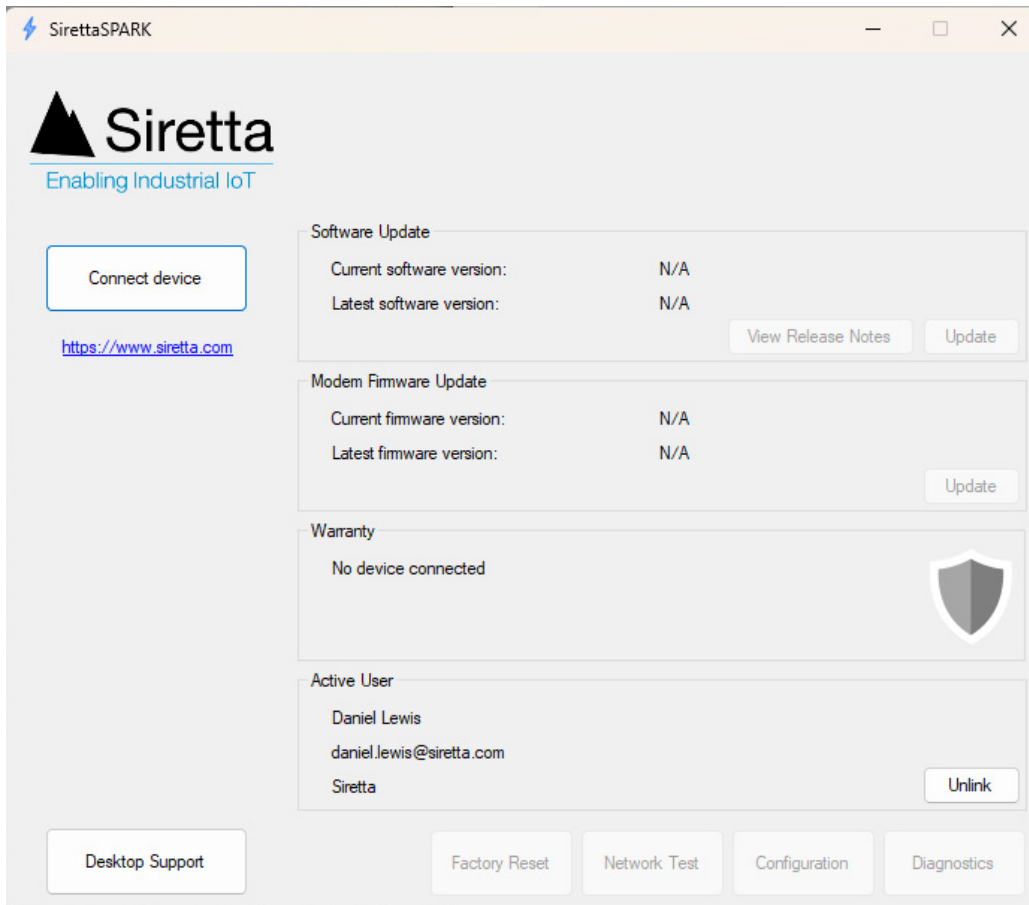 SirettaSPARK
Siretta
Enabling Industrial IoT
Connect device
https://www.siretta.com
Software Update
Current software version: N/A
Latest software version: N/A
View Release Notes Update
Modem Firmware Update
Current firmware version: N/A
Latest firmware version: N/A
Update
Warranty
No device connected
Active User
Daniel Lewis
daniel.lewis@siretta.com
Siretta
Unlink
Desktop Support Factory Reset Network Test Configuration Diagnostics